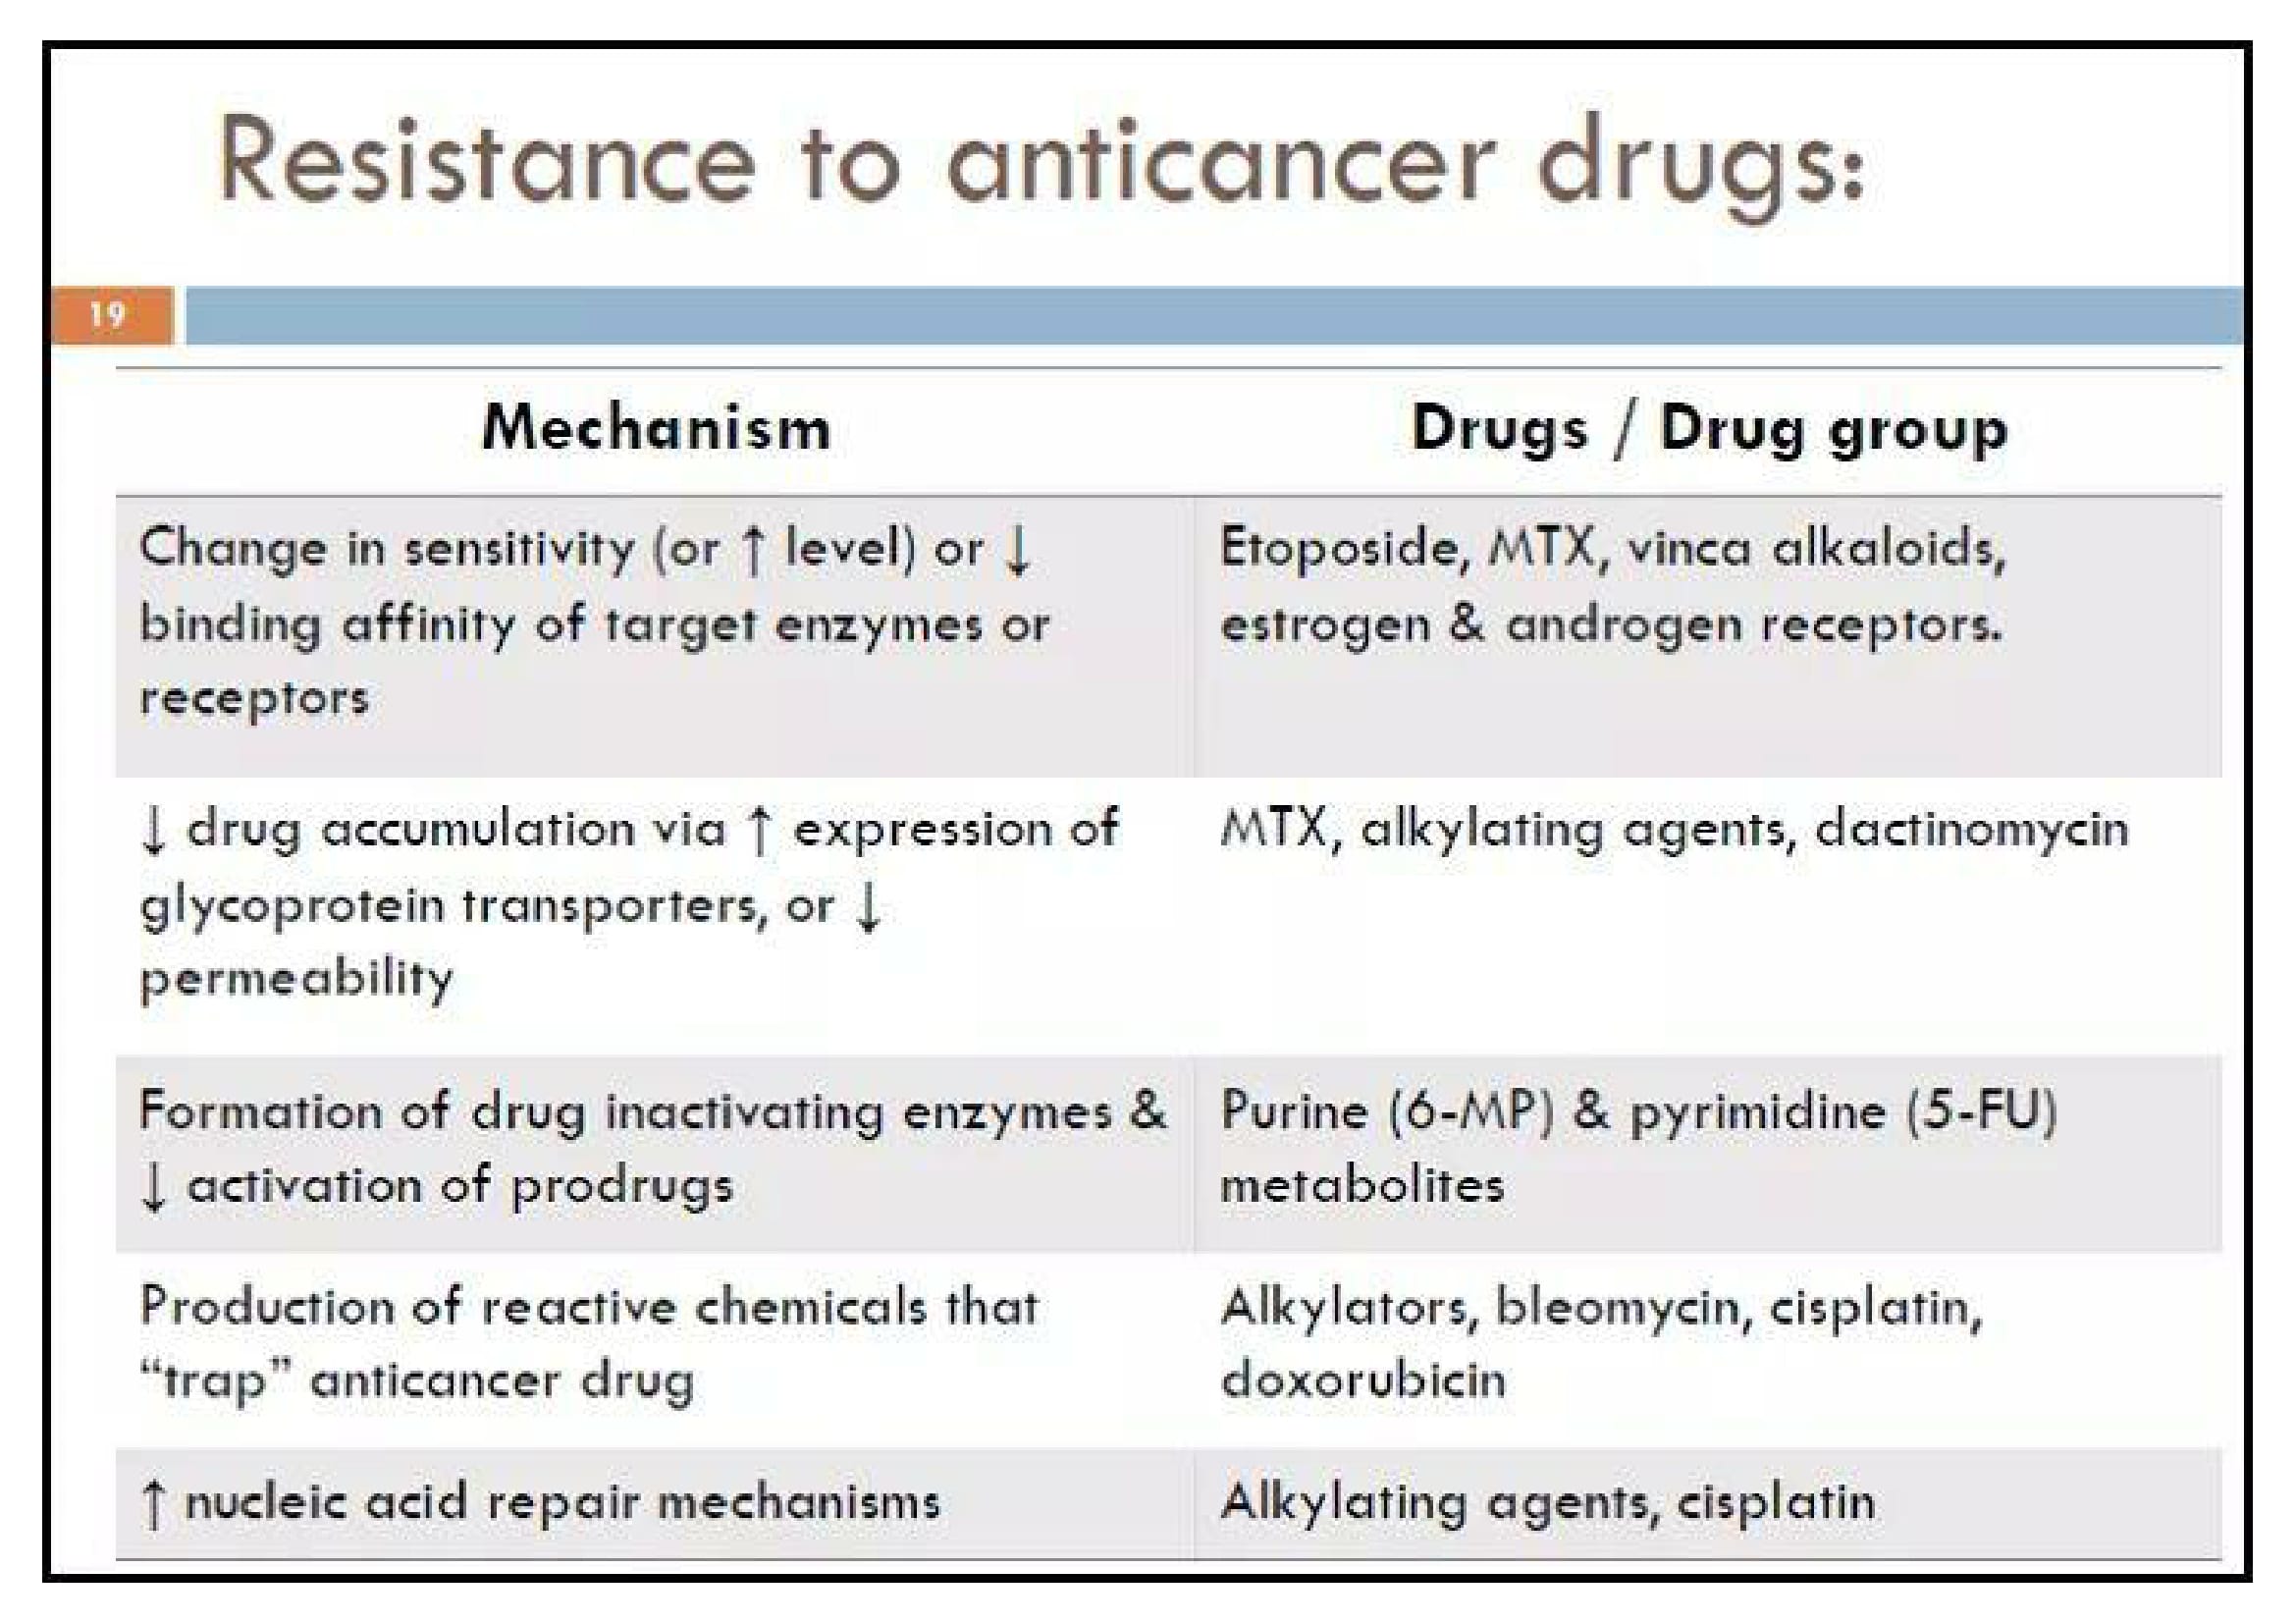 Resistance to anticancer drugs:
19
Mechanism
Drugs / Drug group
Change in sensitivity (or ↑ level) or ↓
binding affinity of target enzymes or
receptors
Etoposide, MTX, vinca alkaloids,
estrogen & androgen receptors.
↓ drug accumulation via ↑ expression of
glycoprotein transporters, or ↓
permeability
MTX, alkylating agents, dactinomycin
Formation of drug inactivating enzymes &
↓ activation of prodrugs
Purine (6-MP) & pyrimidine (5-FU)
metabolites
Production of reactive chemicals that
“trap” anticancer drug
Alkylators, bleomycin, cisplatin,
doxorubicin
↑ nucleic acid repair mechanisms
Alkylating agents, cisplatin